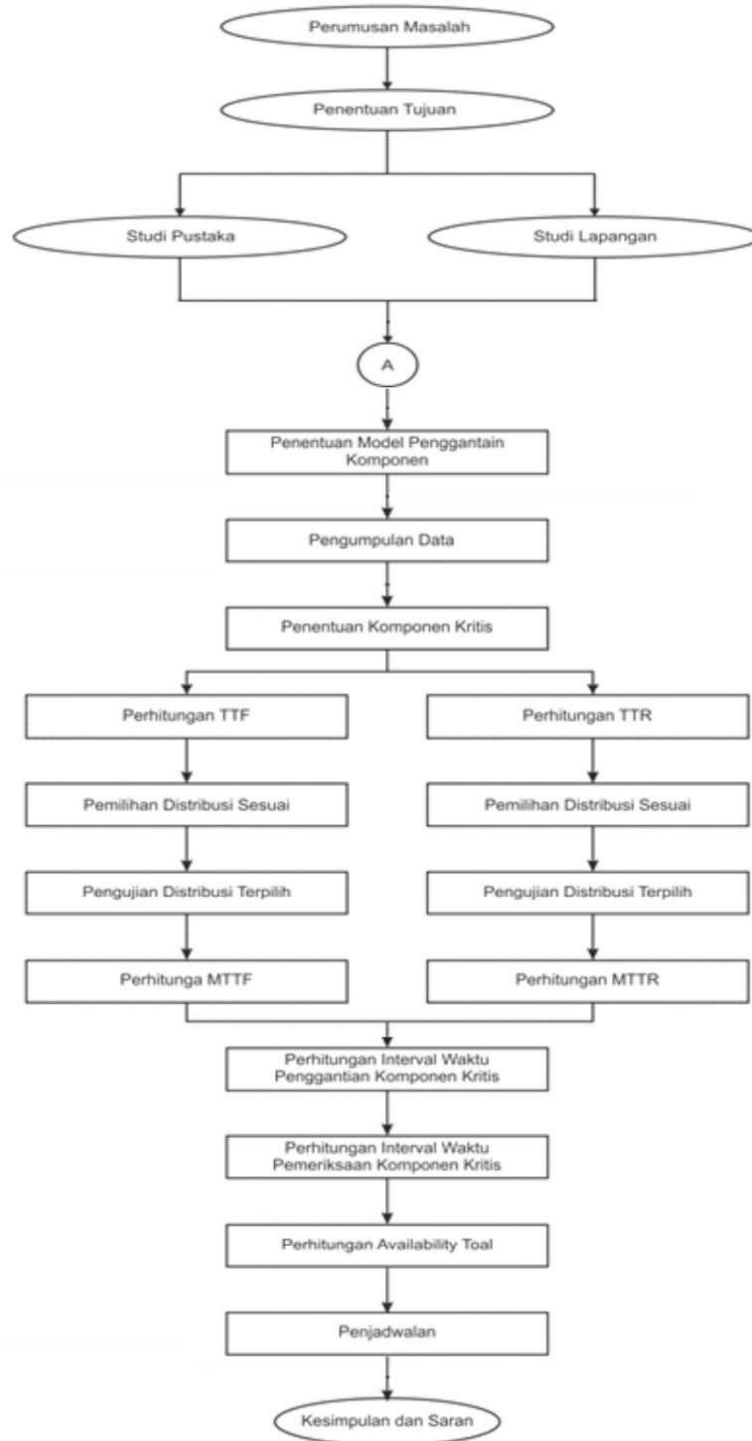 Perumusan Masalah
Penentuan Tujuan
Studi Pustaka
Studi Lapangan
A
Penentuan Model Penggantain
Komponen
Pengumpulan Data
Penentuan Komponen Kritis
Perhitungan TTF
Perhitungan TTR
Pemilihan Distribusi Sesuai
Pemilihan Distribusi Sesuai
Pengujian Distribusi Terpilih
Pengujian Distribusi Terpilih
Perhitunga MTTF
Perhitungan MTTR
Perhitungan Interval Waktu
Penggantian Komponen Kritis
Perhitungan Interval Waktu
Pemeriksaan Komponen Kritis
Perhitungan Availability Toal
Penjadwalan
Kesimpulan dan Saran